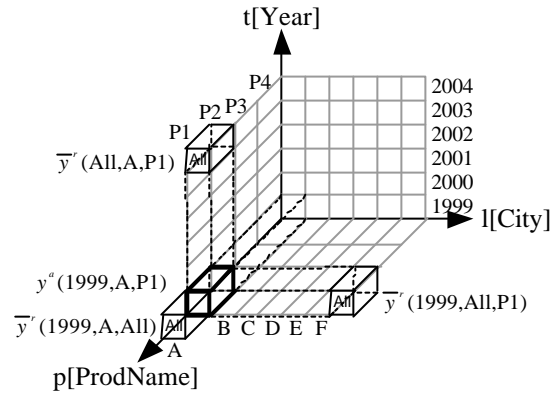 t[Year]
P4
2004
P2 P3
2003
P1
2002
All
ȳʳ(All,A,P1)
2001
2000
1999
l[City]
yᵃ(1999,A,P1)
All
ȳʳ(1999,All,P1)
ȳʳ(1999,A,All)
All
B C D E F
A
p[ProdName]